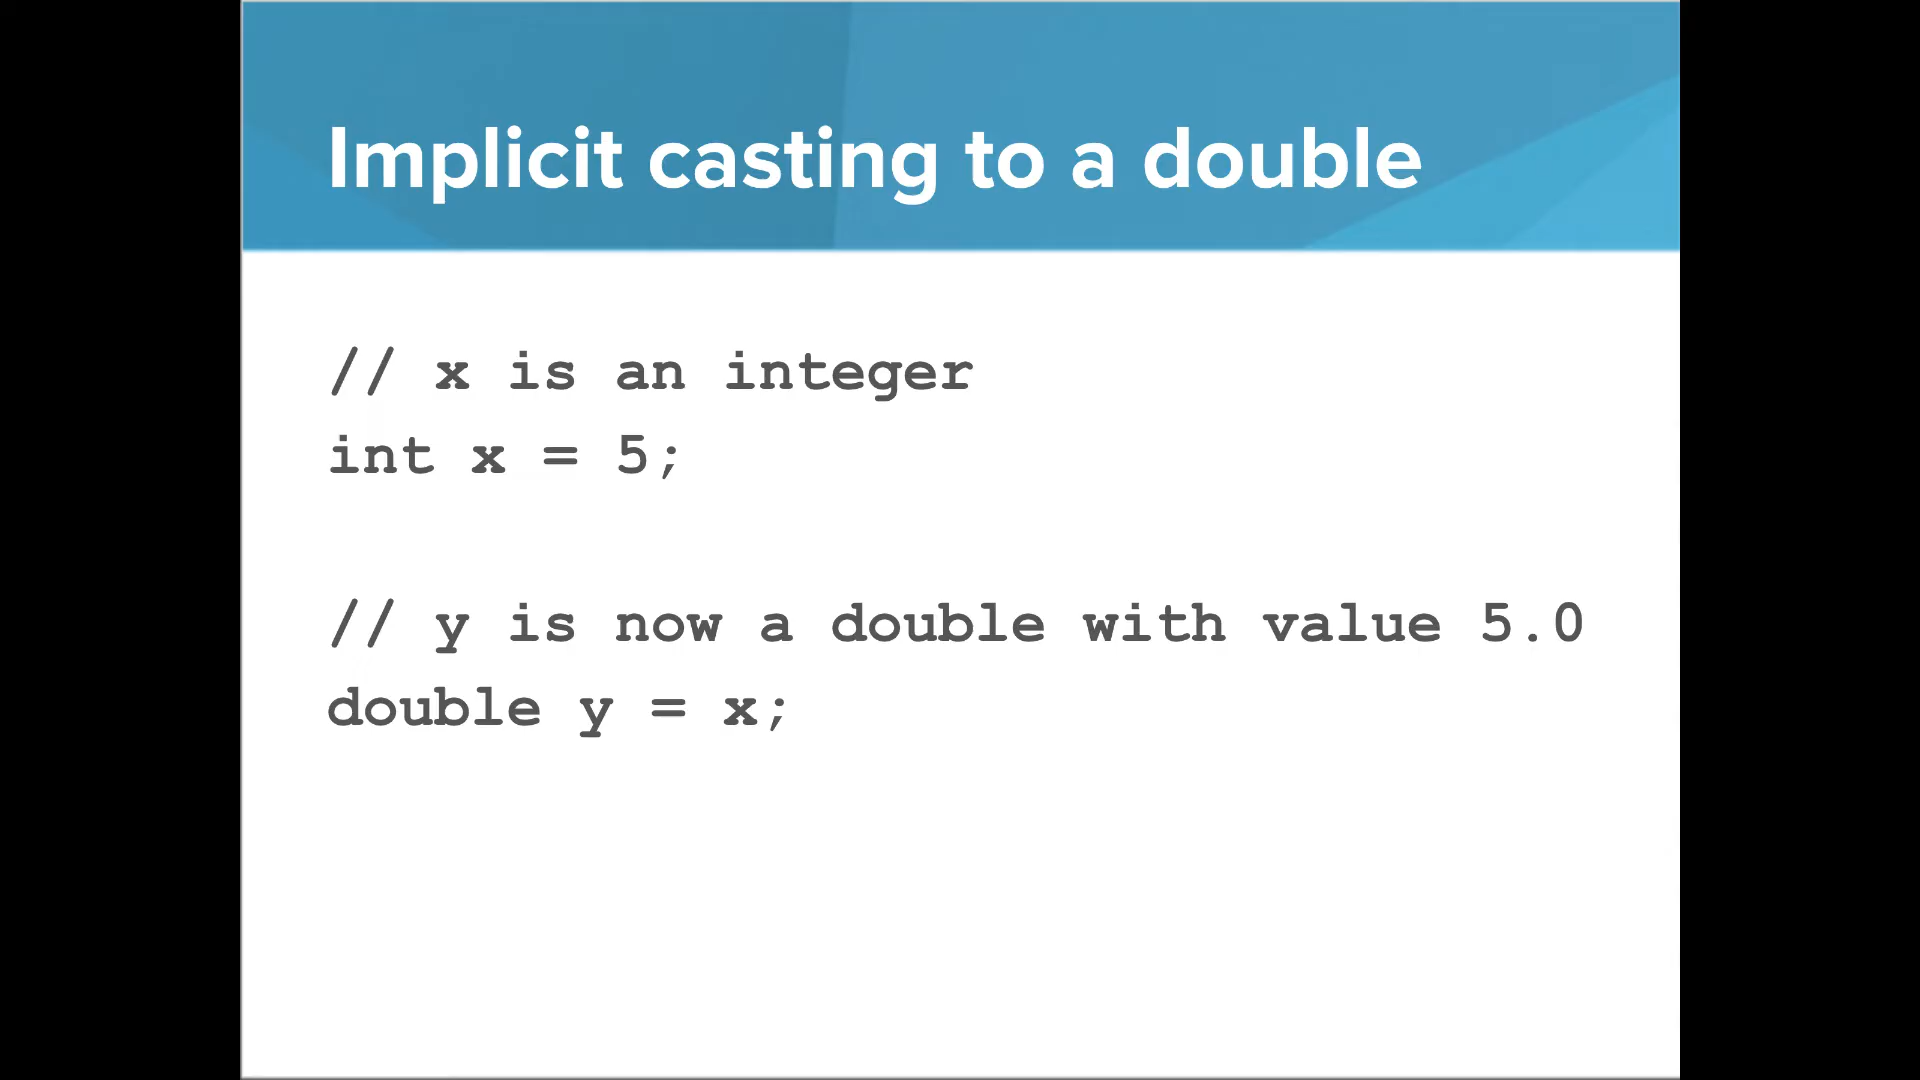 Implicit casting to a double
// x is an integer
int x = 5;
// y is now a double with value 5.0
double y = x;